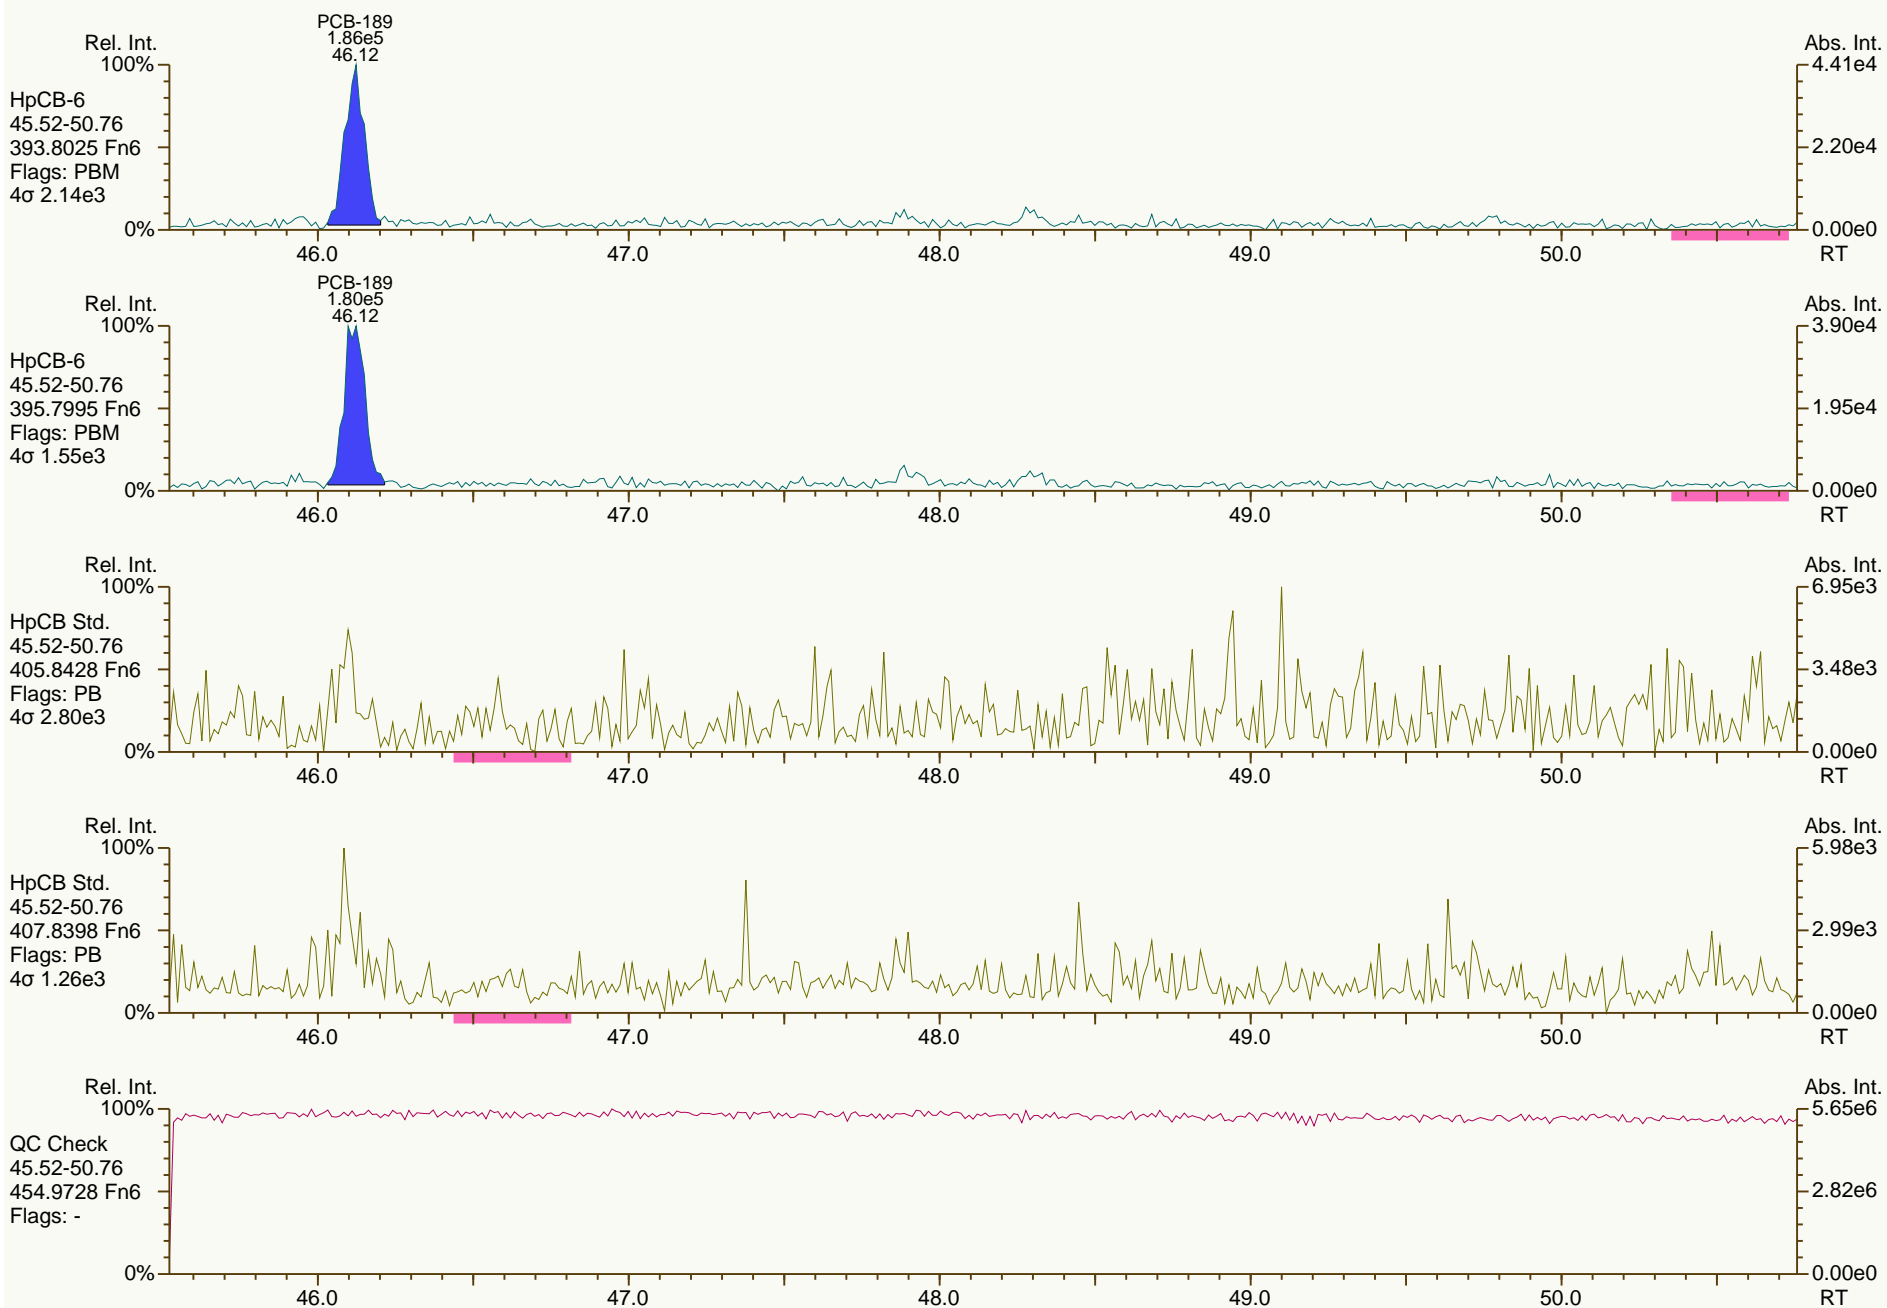 PCB-189
1.86e5
46.12
Rel. Int.
Abs. Int.
100%
4.41e4
HpCB-6
45.52-50.76
393.8025 Fn6
2.20e4
Flags: PBM
4σ 2.14e3
0%
0.00e0
46.0 47.0 48.0 49.0 50.0 RT
PCB-189
1.80e5
46.12
Rel. Int.
Abs. Int.
100%
3.90e4
HpCB-6
45.52-50.76
395.7995 Fn6
1.95e4
Flags: PBM
4σ 1.55e3
0%
0.00e0
46.0 47.0 48.0 49.0 50.0 RT
Rel. Int.
Abs. Int.
100%
6.95e3
HpCB Std.
45.52-50.76
405.8428 Fn6
3.48e3
Flags: PB
4σ 2.80e3
0%
0.00e0
46.0 47.0 48.0 49.0 50.0 RT
Rel. Int.
Abs. Int.
100%
5.98e3
HpCB Std.
45.52-50.76
407.8398 Fn6
2.99e3
Flags: PB
4σ 1.26e3
0%
0.00e0
46.0 47.0 48.0 49.0 50.0 RT
Rel. Int.
Abs. Int.
100%
5.65e6
QC Check
45.52-50.76
454.9728 Fn6
2.82e6
Flags: -
0%
0.00e0
46.0 47.0 48.0 49.0 50.0 RT